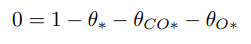 0 = 1 − θ_* − θ_{CO*} − θ_{O*}